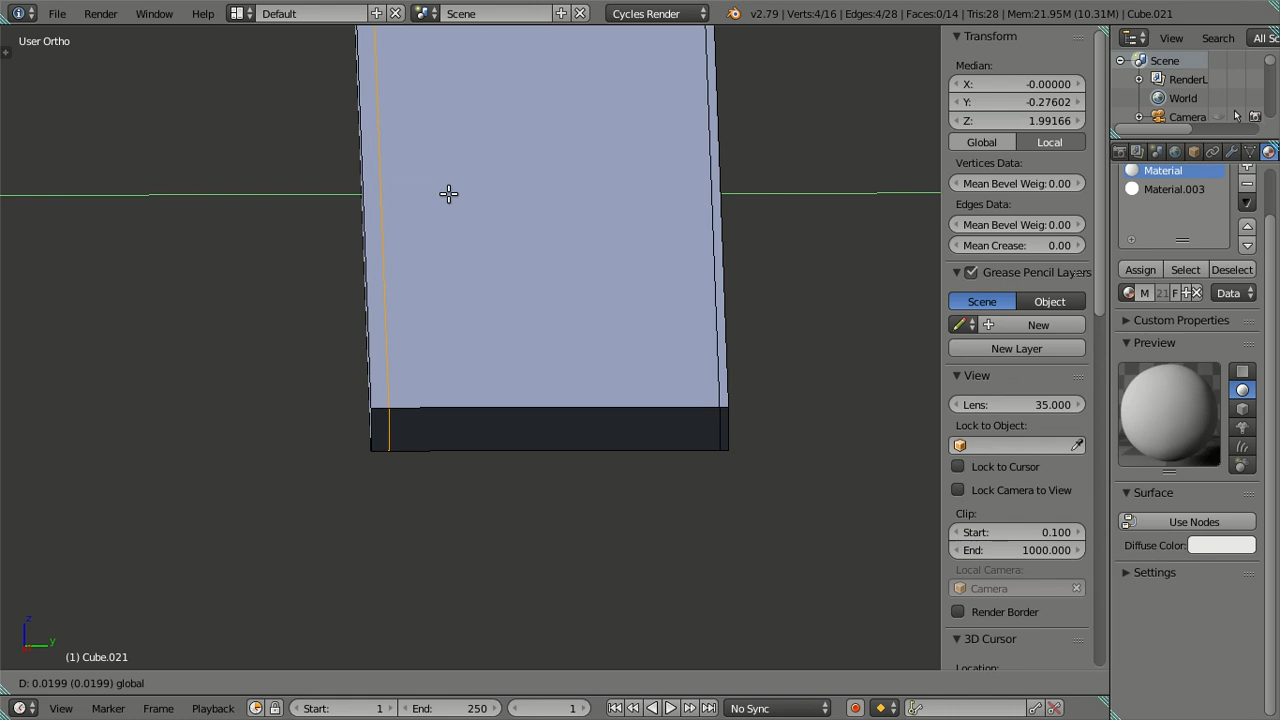 File Render Window Help Default Scene Cycles Render v2.79 | Verts:4/16 | Edges:4/28 | Faces:0/14 | Tris:28 | Mem:21.95M (10.31M) | Cube.021
User Ortho
Transform
Median:
X: -0.00000
Y: -0.27602
Z: 1.99166
Global Local
Vertices Data:
Mean Bevel Weig: 0.00
Edges Data:
Mean Bevel Weig: 0.00
Mean Crease: 0.00
Grease Pencil Layers
Scene Object
New
New Layer
View
Lens: 35.000
Lock to Object:
Lock to Cursor
Lock Camera to View
Clip:
Start: 0.100
End: 1000.000
Local Camera:
Camera
Render Border
3D Cursor
Location:
View Search All Sc
Scene
RenderL
World
Camera
Material
Material.003
Assign Select Deselect
M 21 F Data
Custom Properties
Preview
Surface
Use Nodes
Diffuse Color:
Settings
z
y
(1) Cube.021
D: 0.0199 (0.0199) global
View Marker Frame Playback Start: 1 End: 250 1 No Sync